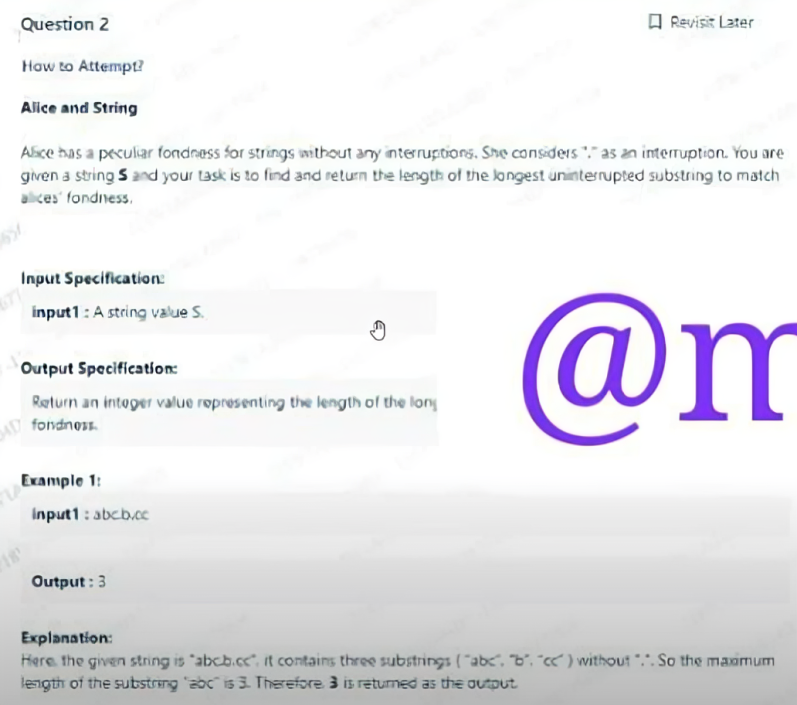 Question 2
Revisit Later
How to Attempt?
Alice and String
Alice has a peculiar fondness for strings without any interruptions. She considers "." as an interruption. You are
given a string S and your task is to find and return the length of the longest uninterrupted substring to match
alices' fondness.
Input Specification:
input1 : A string value S.
@m
Output Specification:
Return an integer value representing the length of the long
fondness.
Example 1:
input1 : abc.b.cc
Output : 3
Explanation:
Here, the given string is "abc.b.cc", it contains three substrings ( "abc", "b", "cc" ) without ".". So the maximum
length of the substring "abc" is 3. Therefore, 3 is returned as the output.